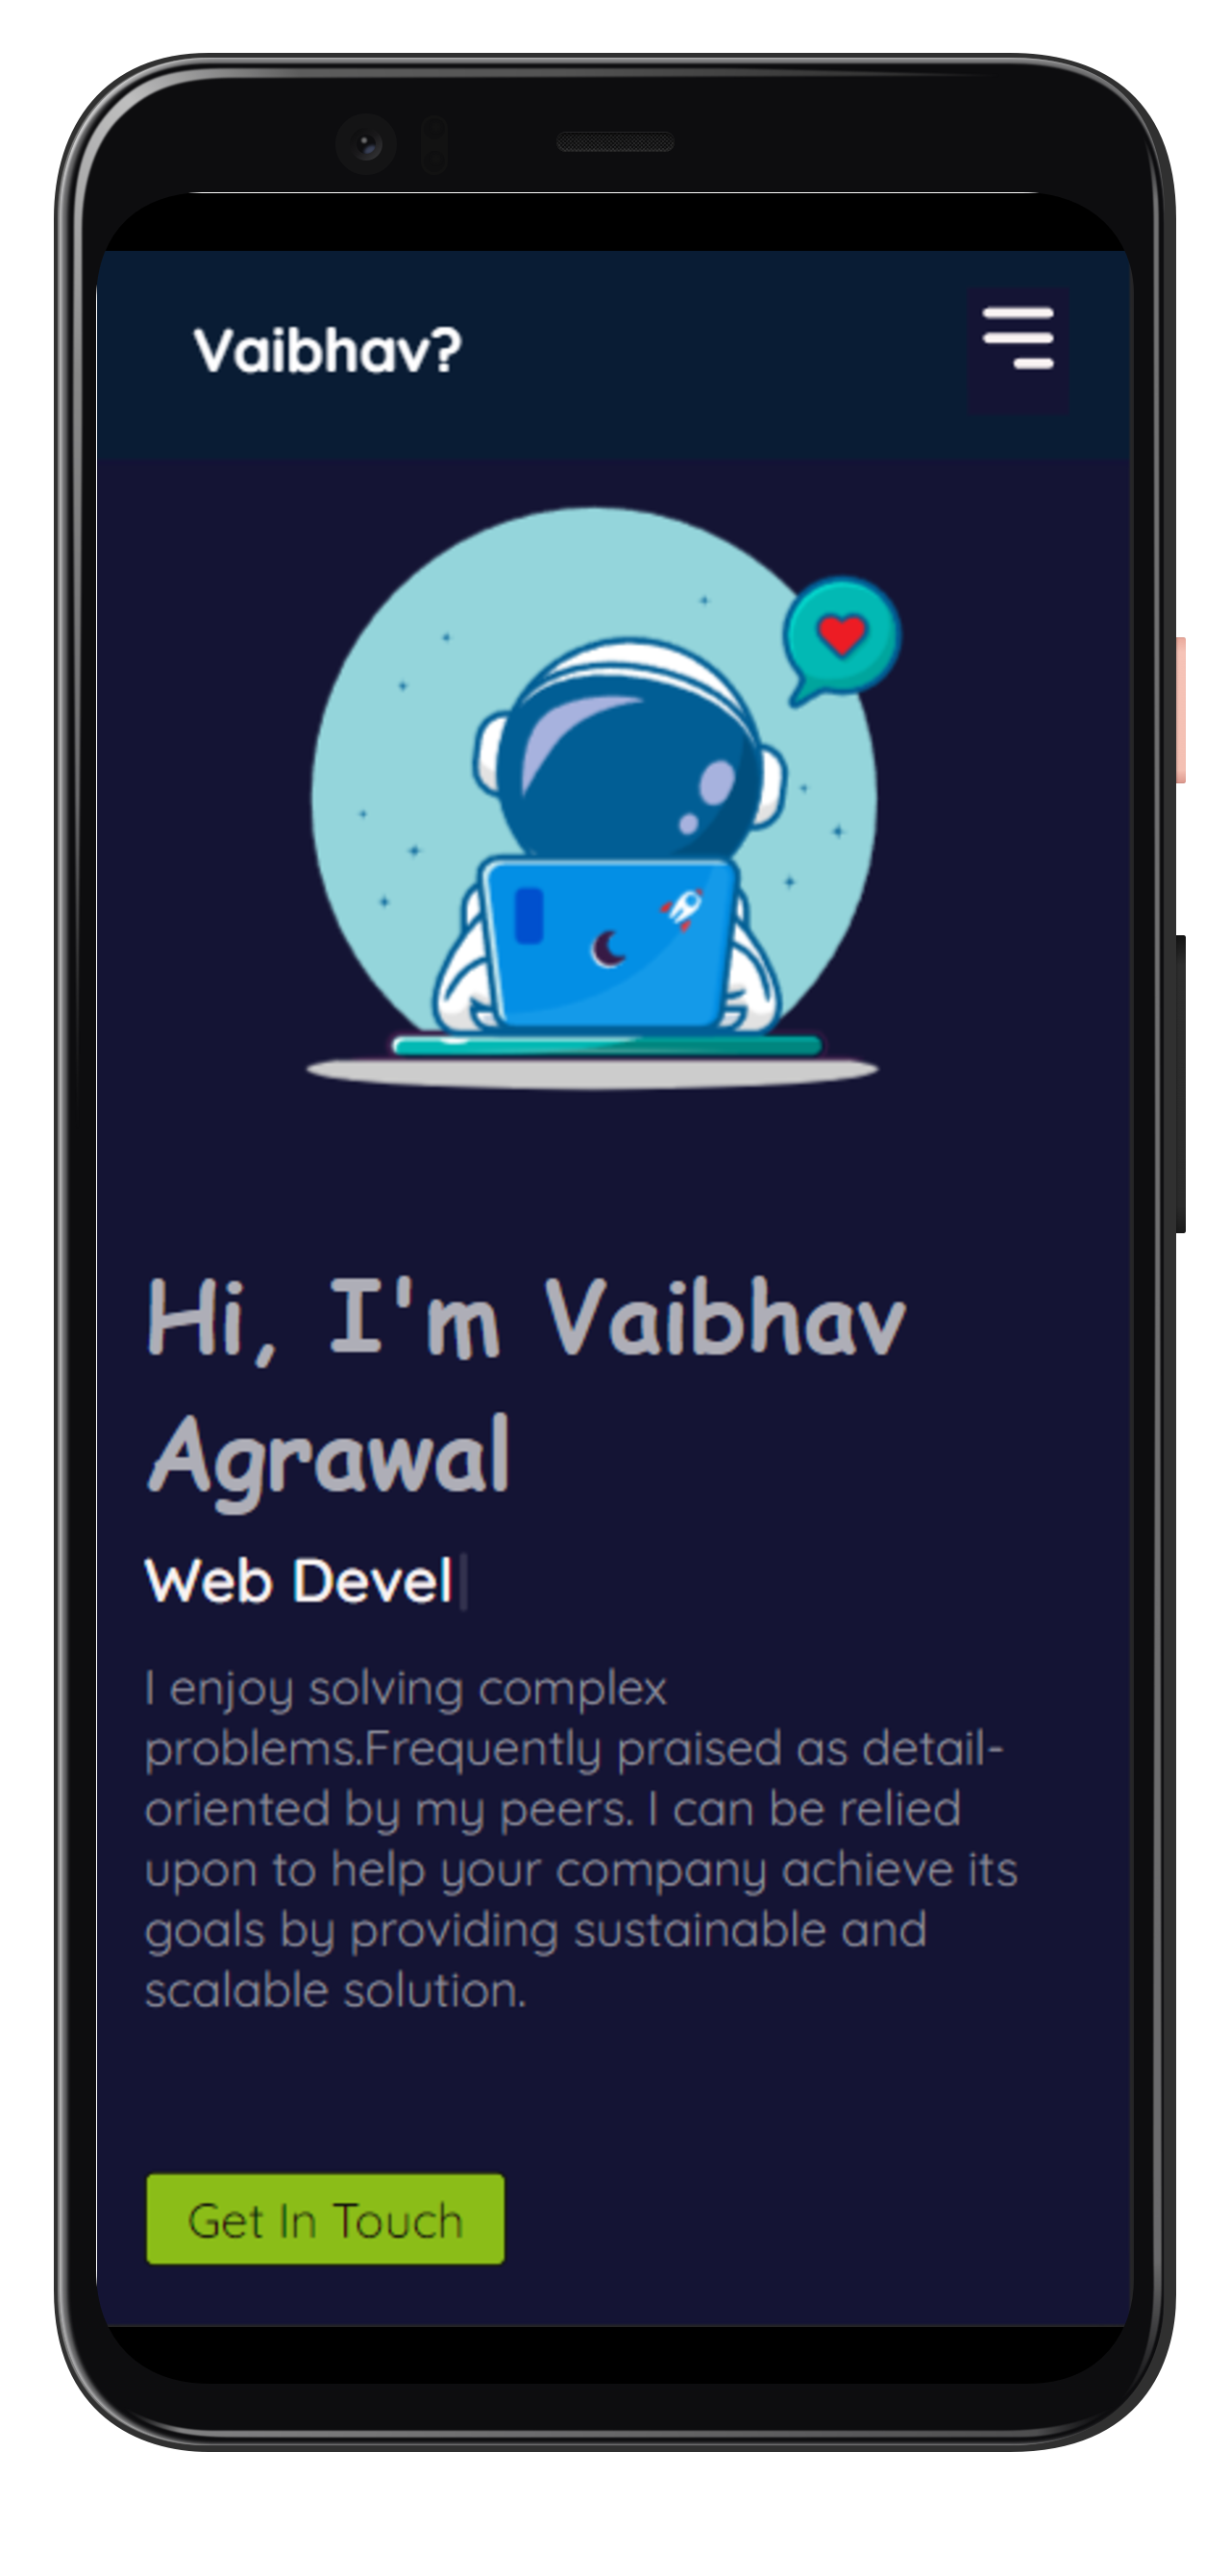 Vaibhav?
Hi, I'm Vaibhav
Agrawal
Web Devel
I enjoy solving complex
problems.Frequently praised as detail-
oriented by my peers. I can be relied
upon to help your company achieve its
goals by providing sustainable and
scalable solution.
Get In Touch